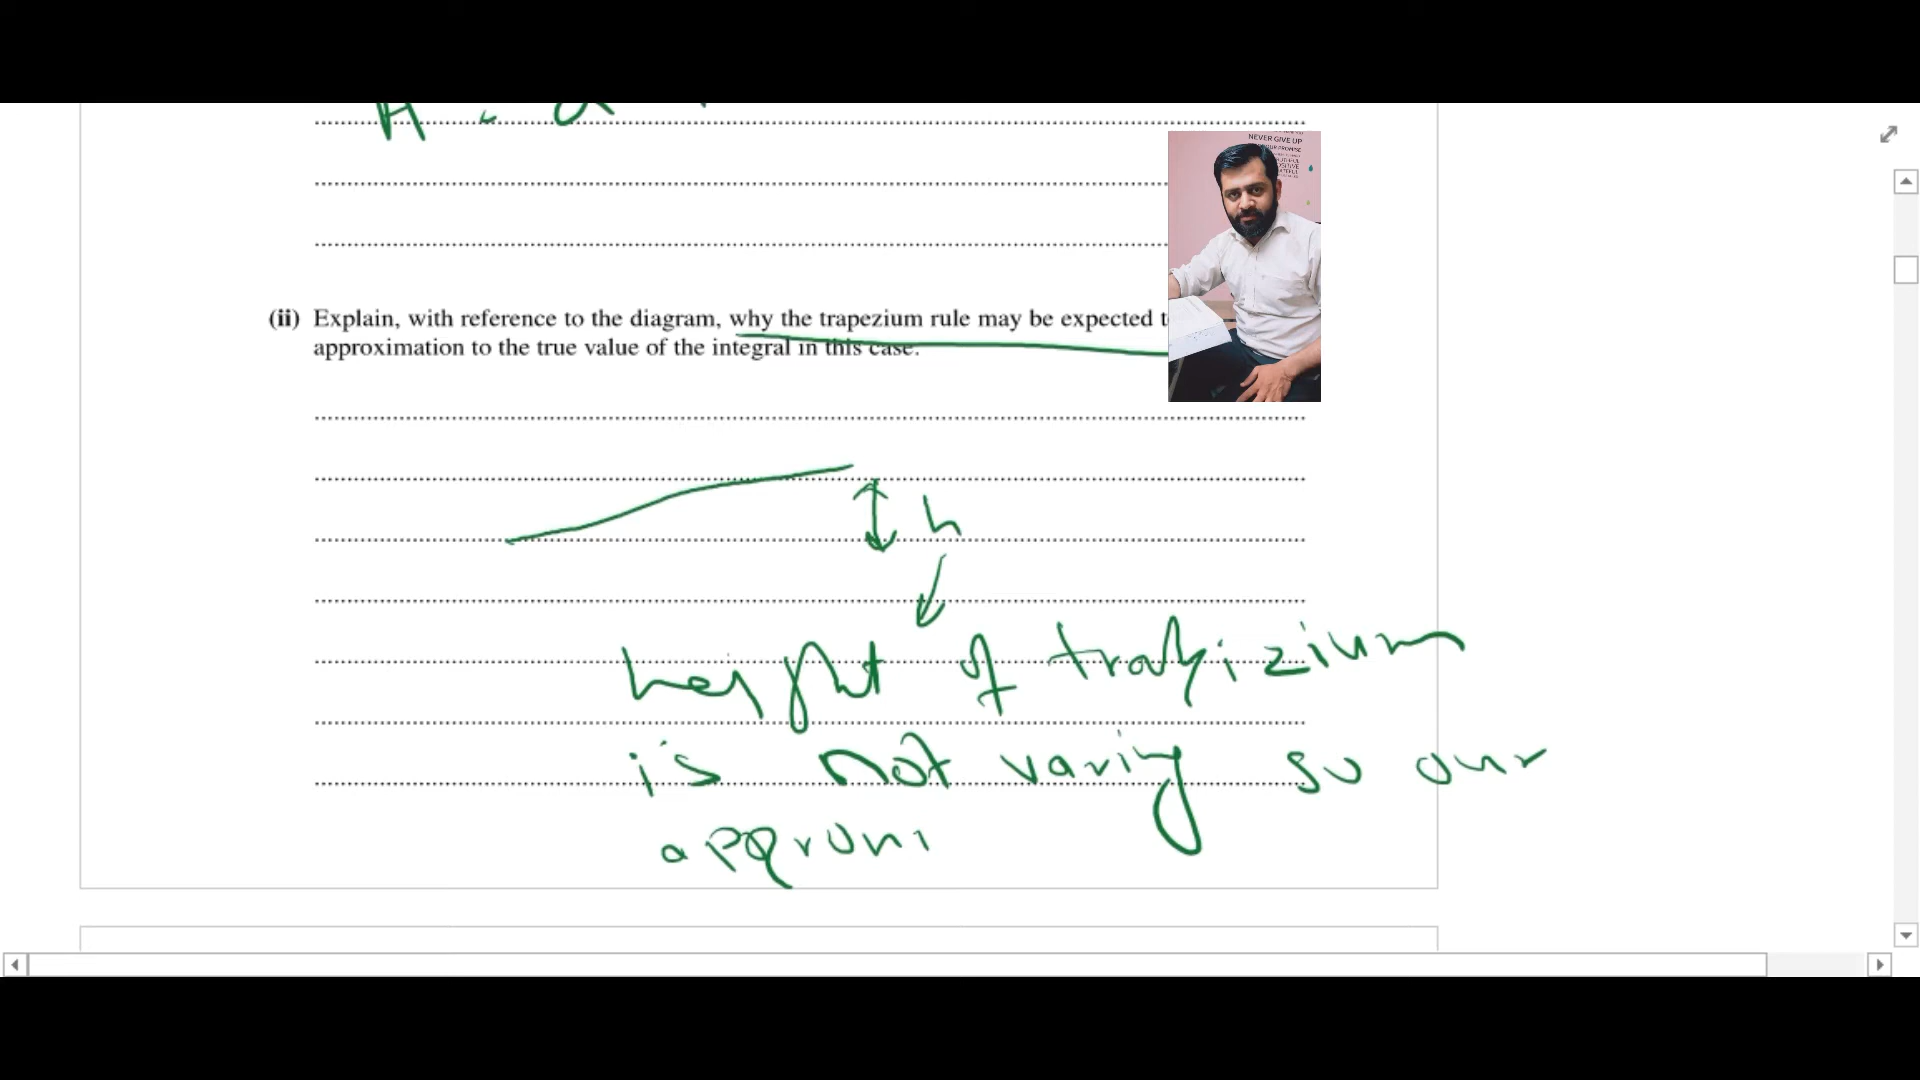 NEVER GIVE UP
(ii) Explain, with reference to the diagram, why the trapezium rule may be expected t
approximation to the true value of the integral in this case.
h
height of trapizium
is not varing so our
approxi